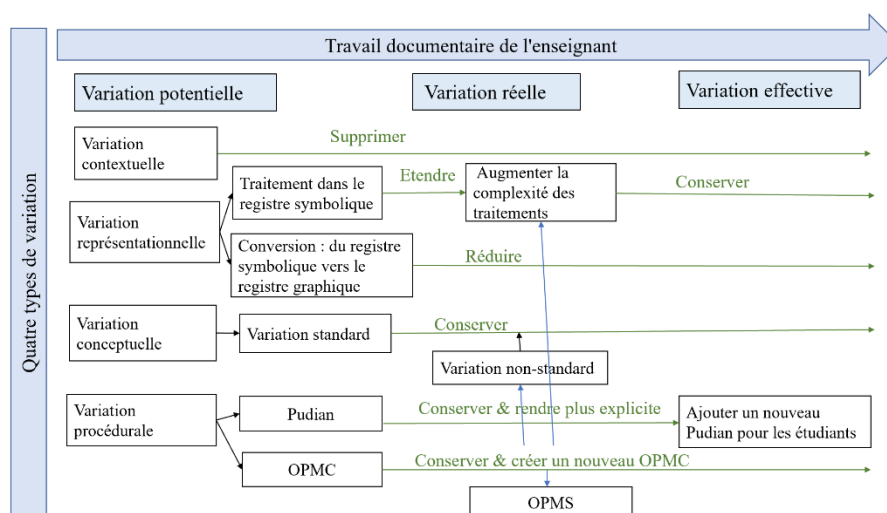 Travail documentaire de l'enseignant
Quatre types de variation
Variation potentielle
Variation réelle
Variation effective
Variation
contextuelle
Supprimer
Variation
représentationnelle
Traitement dans le
registre symbolique
Etendre
Augmenter la
complexité des
traitements
Conserver
Conversion : du registre
symbolique vers le
registre graphique
Réduire
Variation
conceptuelle
Variation standard
Conserver
Variation non-standard
Variation
procédurale
Pudian
Conserver & rendre plus explicite
Ajouter un nouveau
Pudian pour les étudiants
OPMC
Conserver & créer un nouveau OPMC
OPMS